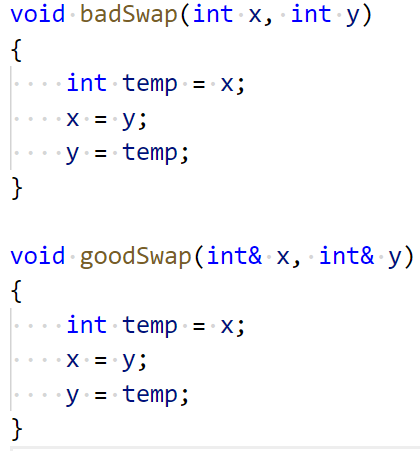 void badSwap(int x, int y)
{
    int temp = x;
    x = y;
    y = temp;
}

void goodSwap(int& x, int& y)
{
    int temp = x;
    x = y;
    y = temp;
}